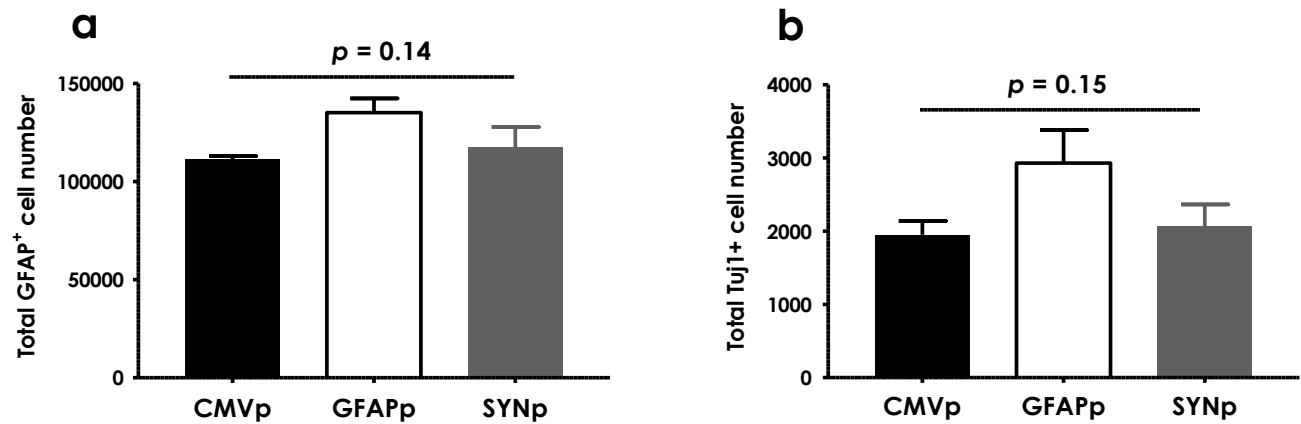 a
p = 0.14
Total GFAP⁺ cell number
150000
100000
50000
0
CMVp GFAPp SYNp
b
p = 0.15
Total Tuj1+ cell number
4000
3000
2000
1000
0
CMVp GFAPp SYNp